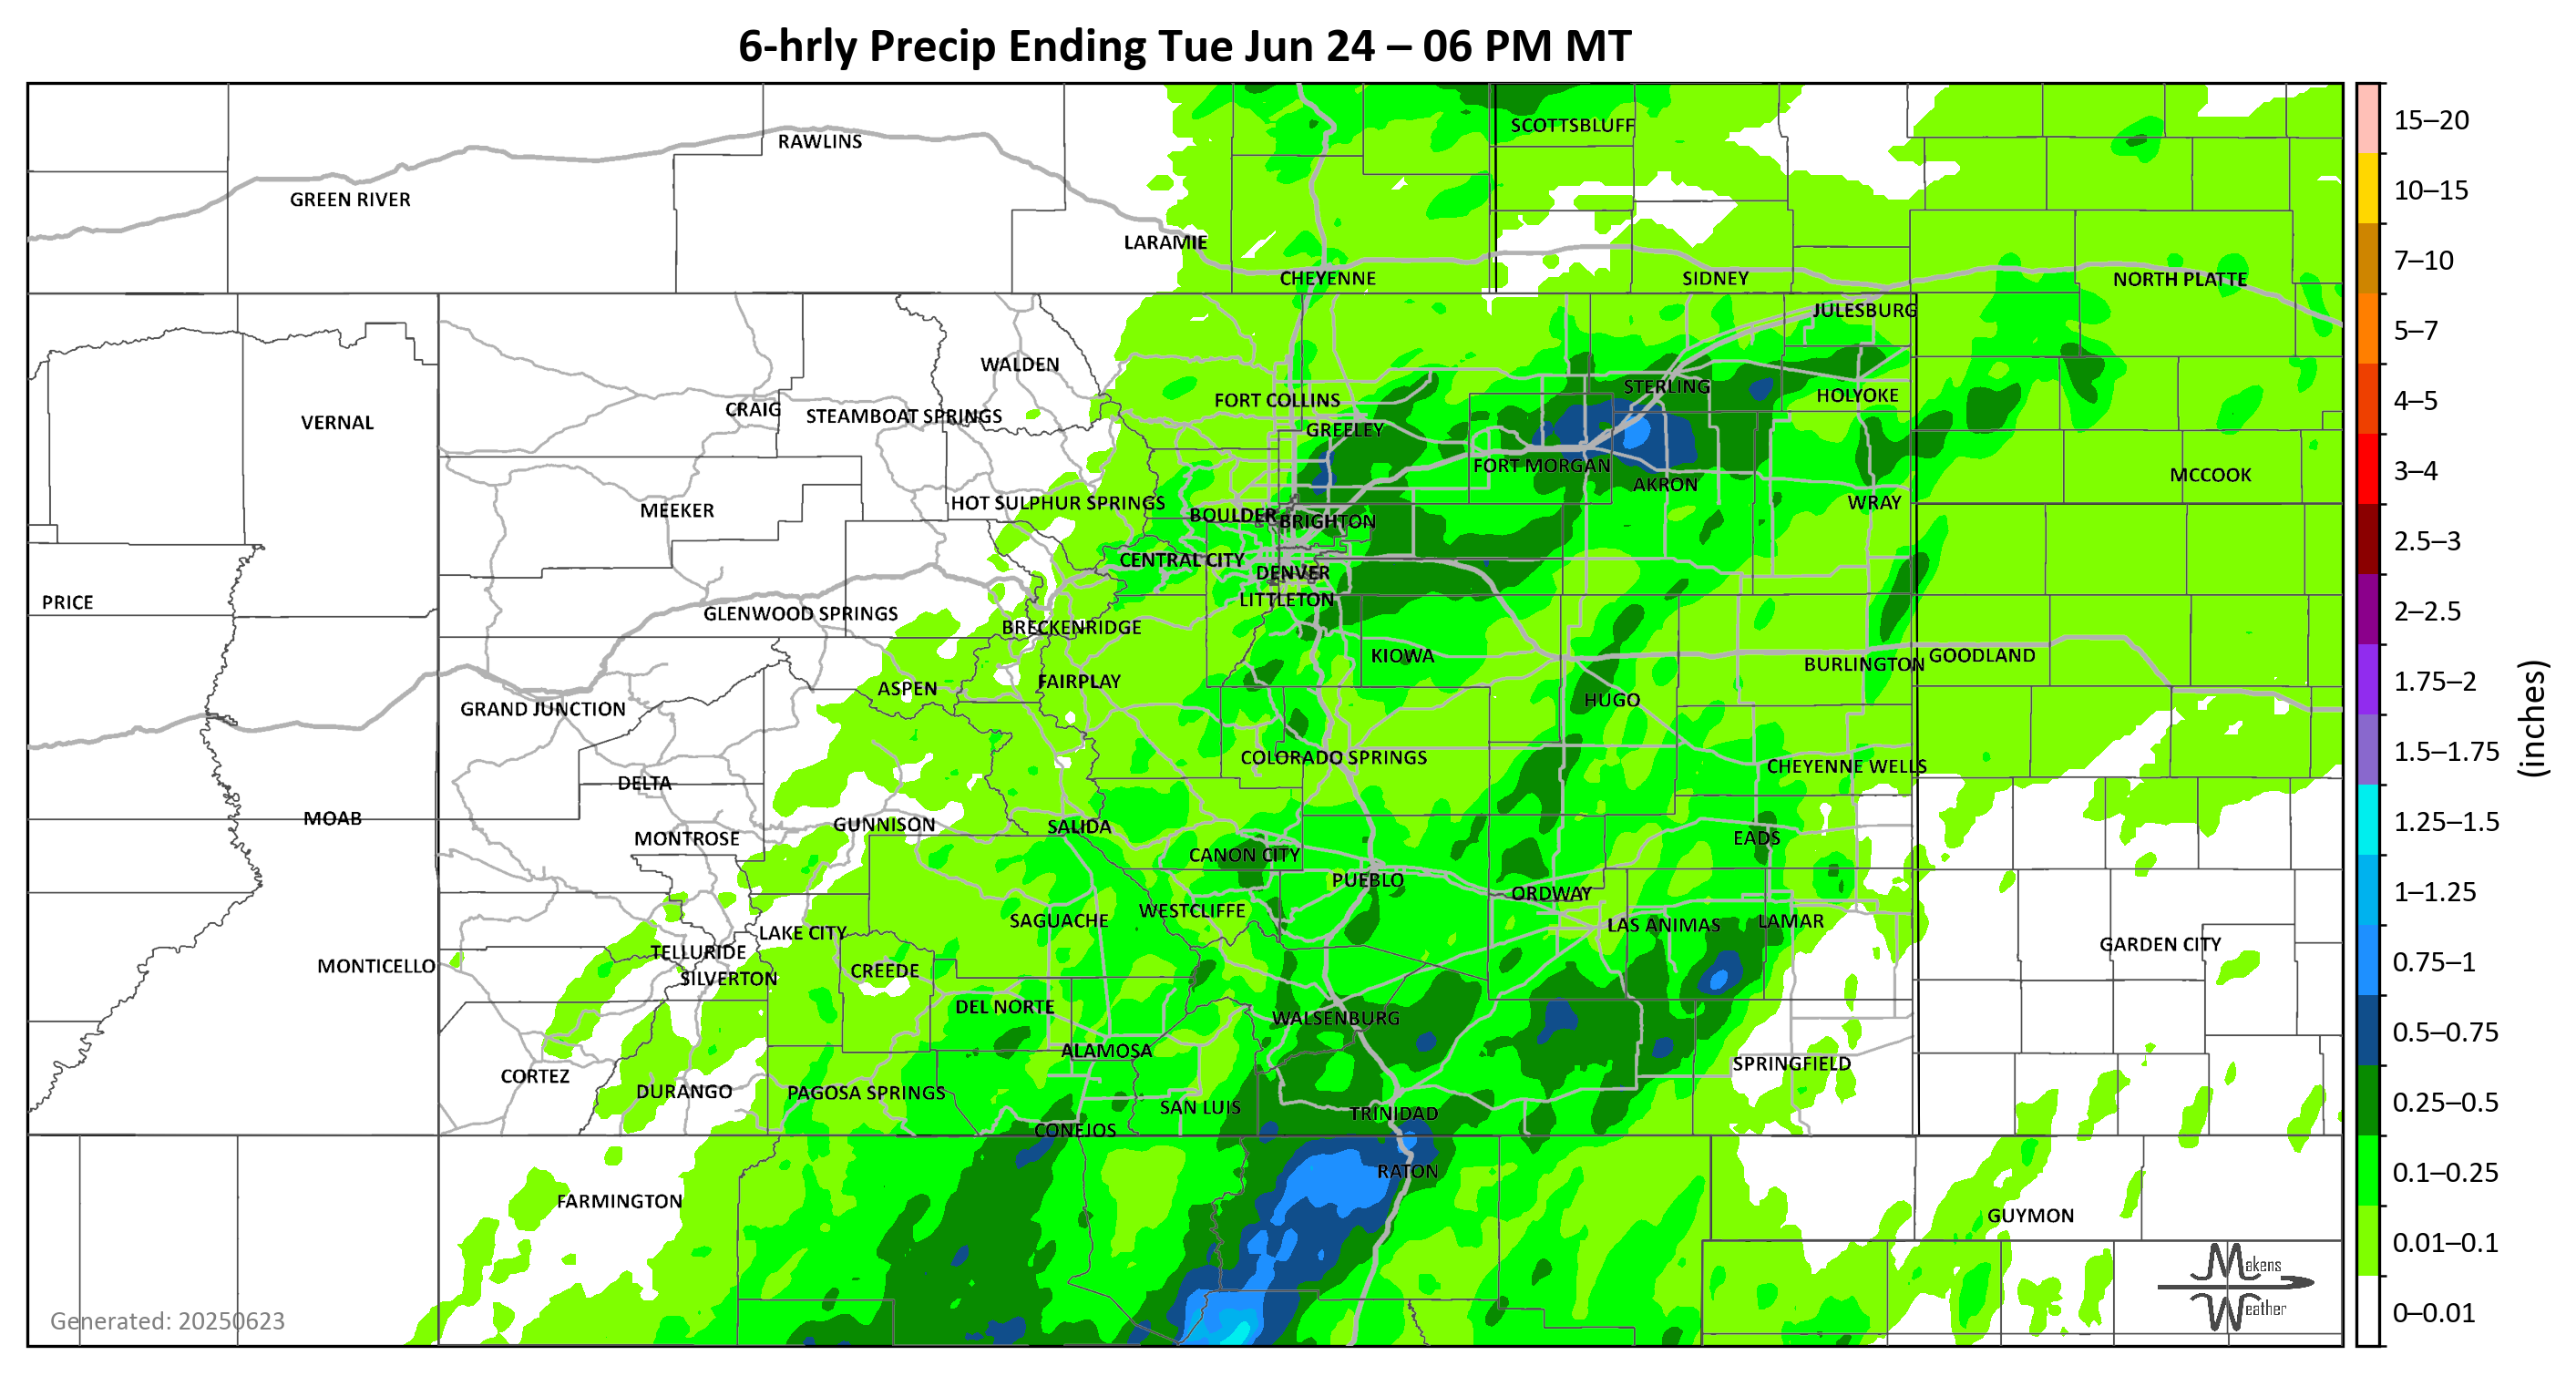 6-hrly Precip Ending Tue Jun 24 – 06 PM MT
15–20
SCOTTSBLUFF
RAWLINS
10–15
GREEN RIVER
LARAMIE
7–10
CHEYENNE
SIDNEY
NORTH PLATTE
JULESBURG
5–7
WALDEN
STERLING
HOLYOKE
FORT COLLINS
4–5
CRAIG
STEAMBOAT SPRINGS
VERNAL
GREELEY
FORT MORGAN
3–4
MCCOOK
AKRON
HOT SULPHUR SPRINGS
WRAY
MEEKER
BOULDER
BRIGHTON
2.5–3
CENTRAL CITY
DENVER
LITTLETON
PRICE
2–2.5
GLENWOOD SPRINGS
BRECKENRIDGE
KIOWA
GOODLAND
BURLINGTON
FAIRPLAY
1.75–2
ASPEN
HUGO
GRAND JUNCTION
(inches)
1.5–1.75
COLORADO SPRINGS
CHEYENNE WELLS
DELTA
MOAB
1.25–1.5
GUNNISON
SALIDA
MONTROSE
EADS
CANON CITY
PUEBLO
1–1.25
ORDWAY
WESTCLIFFE
SAGUACHE
LAS ANIMAS
LAMAR
LAKE CITY
GARDEN CITY
TELLURIDE
0.75–1
MONTICELLO
CREEDE
SILVERTON
DEL NORTE
WALSENBURG
0.5–0.75
ALAMOSA
SPRINGFIELD
CORTEZ
DURANGO
PAGOSA SPRINGS
0.25–0.5
SAN LUIS
TRINIDAD
CONEJOS
RATON
0.1–0.25
FARMINGTON
GUYMON
0.01–0.1
Makens
Weather
0–0.01
Generated: 20250623